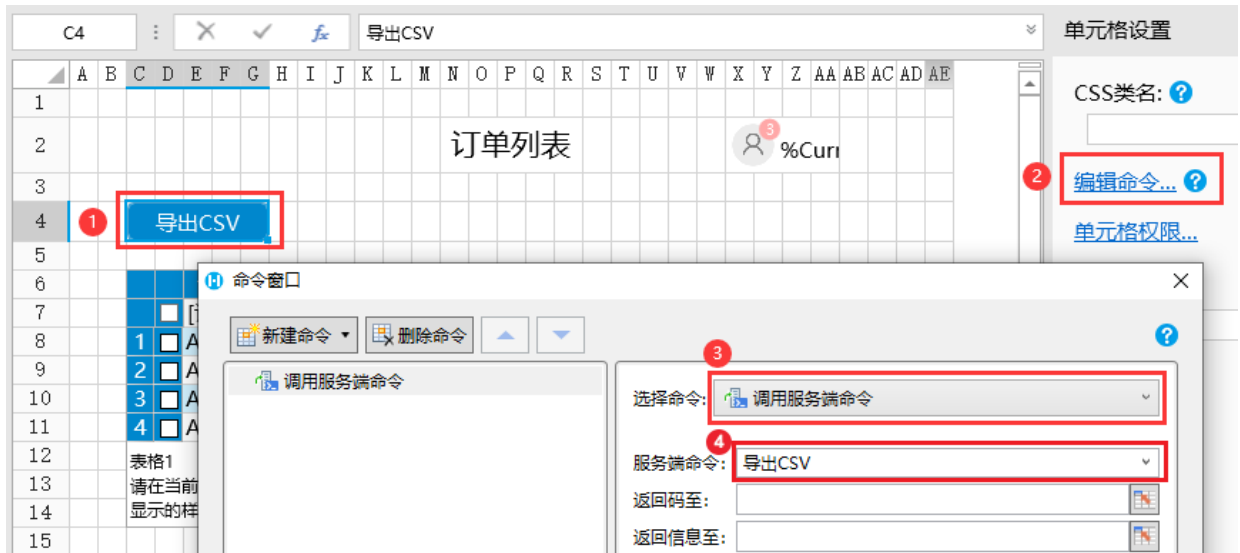 C4 fx 导出CSV 单元格设置
A B C D E F G H I J K L M N O P Q R S T U V W X Y Z AA AB AC AD AE
CSS类名: ?
1
2 订单列表 3 %Curr
2 编辑命令... ?
3
4 1 导出CSV
单元格权限...
5
6 命令窗口
7
新建命令 删除命令 ?
8 1 A
3
9 2 A 调用服务端命令
选择命令: 调用服务端命令
10 3 A
11 4 A
4
12 表格1 服务端命令: 导出CSV
13 请在当前 返回码至:
14 显示的样
15 返回信息至: